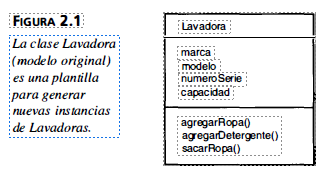 FIGURA 2.1
La clase Lavadora
(modelo original)
es una plantilla
para generar
nuevas instancias
de Lavadoras.
Lavadora
marca
modelo
numeroSerie
capacidad
agregarRopa()
agregarDetergente()
sacarRopa()